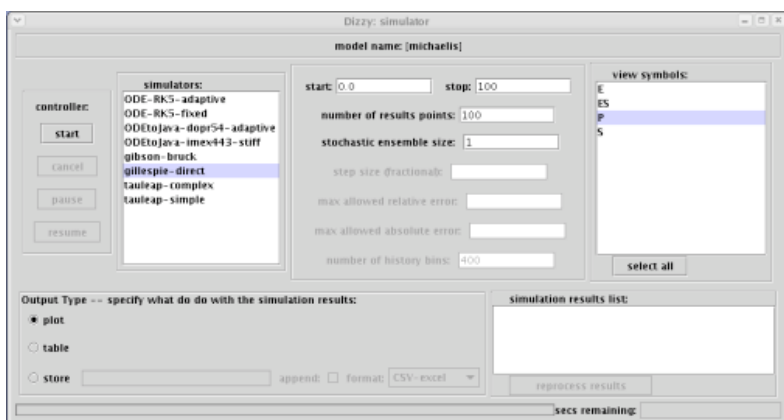 Dizzy: simulator
model name: [michaelis]
controller:
start
cancel
pause
resume
simulators:
ODE-RK5-adaptive
ODE-RK5-fixed
ODEtoJava-dopr54-adaptive
ODEtoJava-imex443-stiff
gibson-bruck
gillespie-direct
tauleap-complex
tauleap-simple
start: 0.0 stop: 100
number of results points: 100
stochastic ensemble size: 1
step size (fractional):
max allowed relative error:
max allowed absolute error:
number of history bins: 400
view symbols:
E
ES
P
S
select all
Output Type -- specify what do do with the simulation results:
plot
table
store append: format: CSV-excel
simulation results list:
reprocess results
secs remaining: